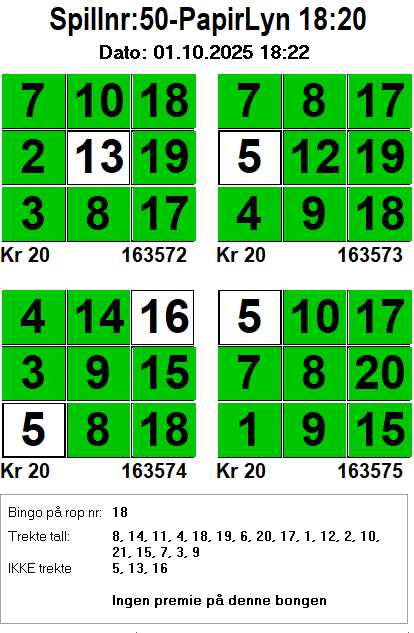 Spillnr:50-PapirLyn 18:20
Dato: 01.10.2025 18:22
7 10 18
2 13 19
3 8 17
Kr 20 163572
7 8 17
5 12 19
4 9 18
Kr 20 163573
4 14 16
3 9 15
5 8 18
Kr 20 163574
5 10 17
7 8 20
1 9 15
Kr 20 163575
Bingo på rop nr: 18
Trekte tall: 8, 14, 11, 4, 18, 19, 6, 20, 17, 1, 12, 2, 10,
21, 15, 7, 3, 9
IKKE trekte 5, 13, 16
Ingen premie på denne bongen